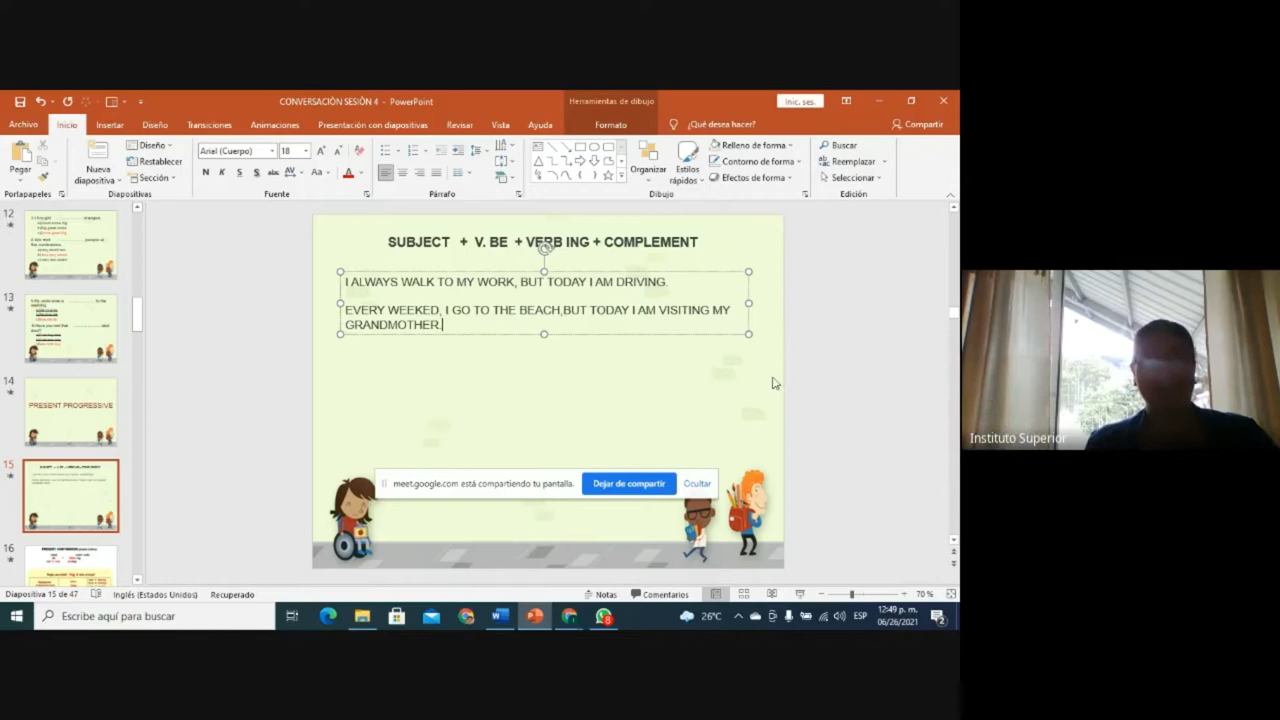 CONVERSACIÓN SESIÓN 4 - PowerPoint
Herramientas de dibujo
Inic. ses.
Archivo
Inicio
Insertar
Diseño
Transiciones
Animaciones
Presentación con diapositivas
Revisar
Vista
Ayuda
Formato
¿Qué desea hacer?
Compartir
Pegar
Nueva
diapositiva
Diseño
Restablecer
Sección
Arial (Cuerpo)
18
N K S S abc AV Aa A
Organizar
Estilos
rápidos
Relleno de forma
Contorno de forma
Efectos de forma
Buscar
Reemplazar
Seleccionar
Portapapeles
Diapositivas
Fuente
Párrafo
Dibujo
Edición
12
13
14
PRESENT PROGRESSIVE
15
16
SUBJECT + V. BE + VERB ING + COMPLEMENT
I ALWAYS WALK TO MY WORK, BUT TODAY I AM DRIVING.
EVERY WEEKED, I GO TO THE BEACH,BUT TODAY I AM VISITING MY
GRANDMOTHER.
meet.google.com está compartiendo tu pantalla.
Dejar de compartir
Ocultar
Instituto Superior
Diapositiva 15 de 47
Inglés (Estados Unidos)
Recuperado
Notas
Comentarios
70 %
Escribe aquí para buscar
8
26°C
ESP
12:49 p. m.
06/26/2021
2